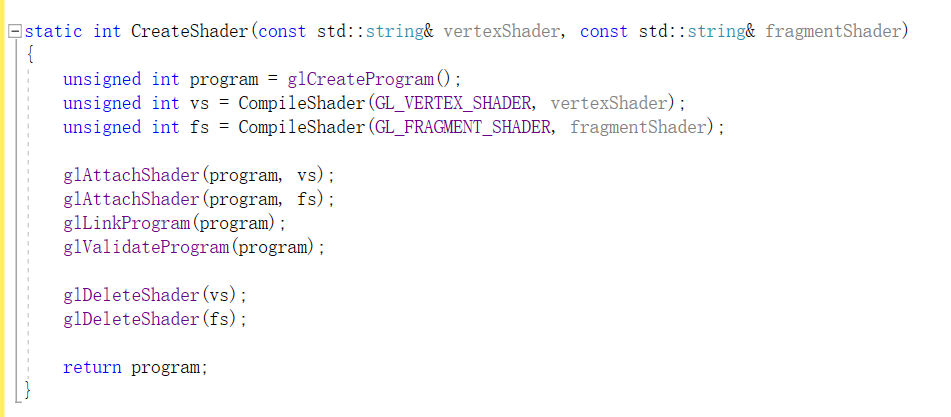 static int CreateShader(const std::string& vertexShader, const std::string& fragmentShader)
{
    unsigned int program = glCreateProgram();
    unsigned int vs = CompileShader(GL_VERTEX_SHADER, vertexShader);
    unsigned int fs = CompileShader(GL_FRAGMENT_SHADER, fragmentShader);

    glAttachShader(program, vs);
    glAttachShader(program, fs);
    glLinkProgram(program);
    glValidateProgram(program);

    glDeleteShader(vs);
    glDeleteShader(fs);

    return program;
}